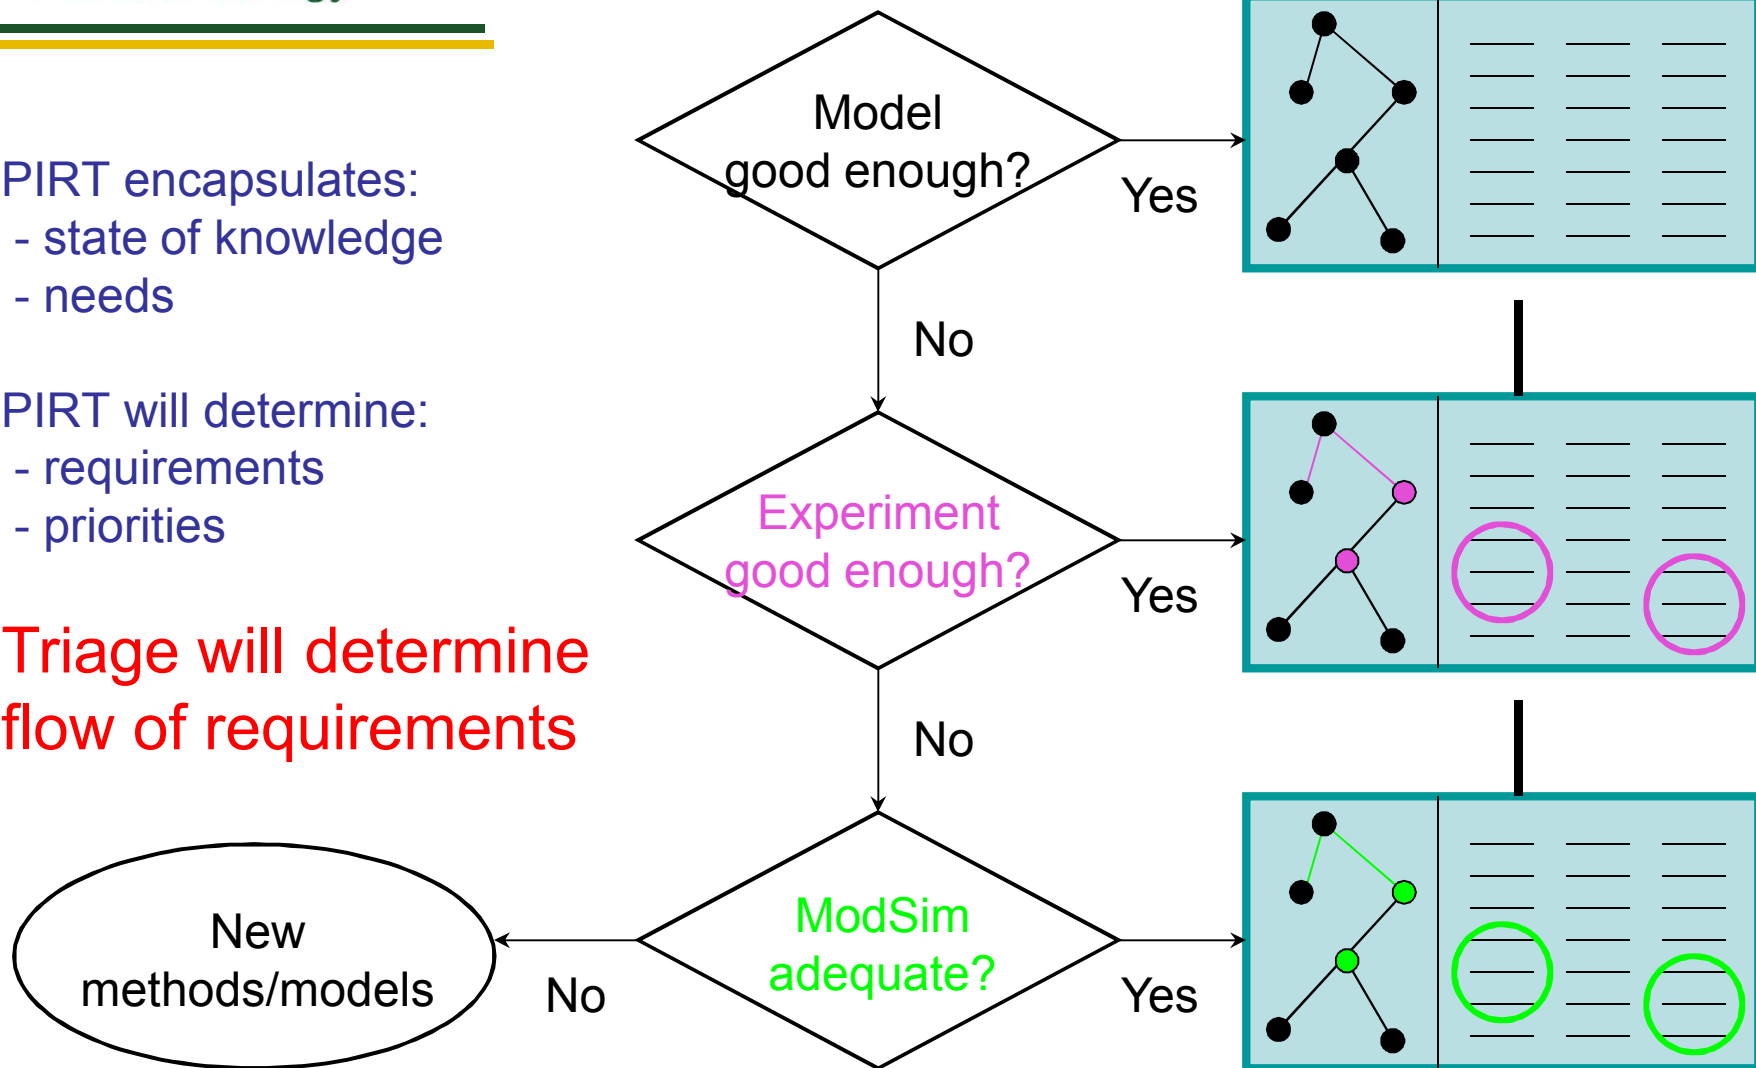 PIRT encapsulates:
- state of knowledge
- needs
PIRT will determine:
- requirements
- priorities
Triage will determine
flow of requirements
Model
good enough?
Yes
No
Experiment
good enough?
Yes
No
ModSim
adequate?
Yes
No
New
methods/models